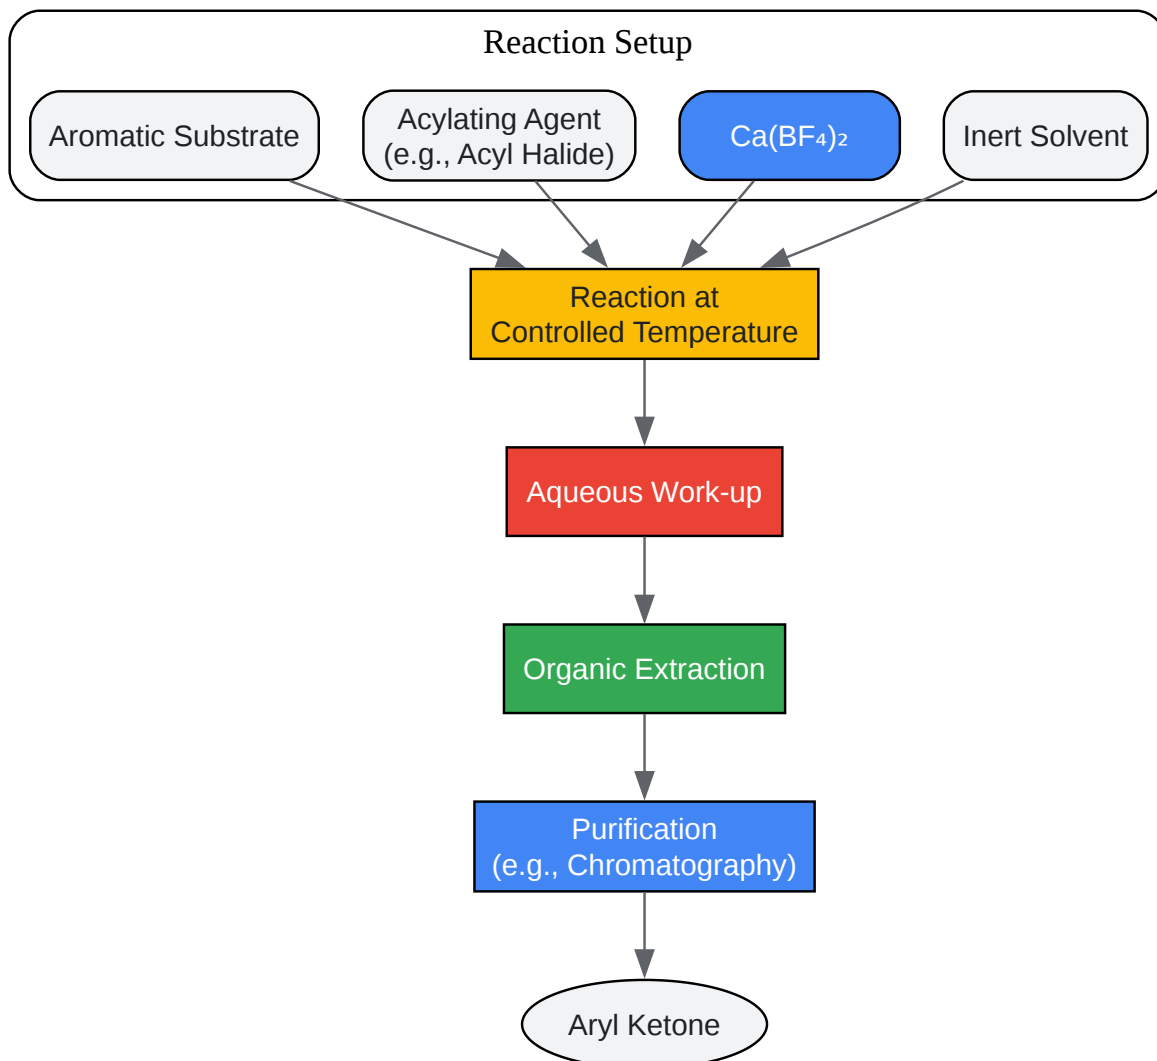 Reaction Setup
Aromatic Substrate
Acylating Agent
(e.g., Acyl Halide)
Ca(BF₄)₂
Inert Solvent
Reaction at
Controlled Temperature
Aqueous Work-up
Organic Extraction
Purification
(e.g., Chromatography)
Aryl Ketone